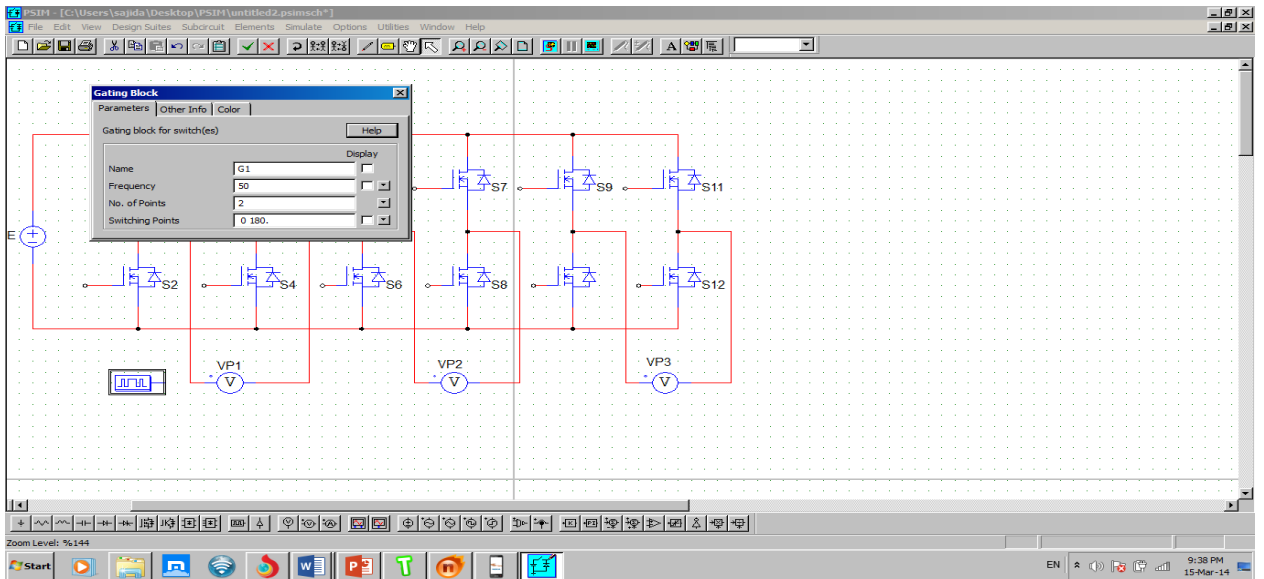 PSIM - [C:\Users\sajida\Desktop\PSIM\untitled2.psimsch*]
File Edit View Design Suites Subcircuit Elements Simulate Options Utilities Window Help
Gating Block
Parameters Other Info Color
Gating block for switch(es) Help
Display
Name G1
Frequency 50
No. of Points 2
Switching Points 0 180.
S7 S9 S11
E
S2 S4 S6 S8 S12
VP1 VP2 VP3
V V V
Zoom Level: %144
Start
EN 9:38 PM
15-Mar-14